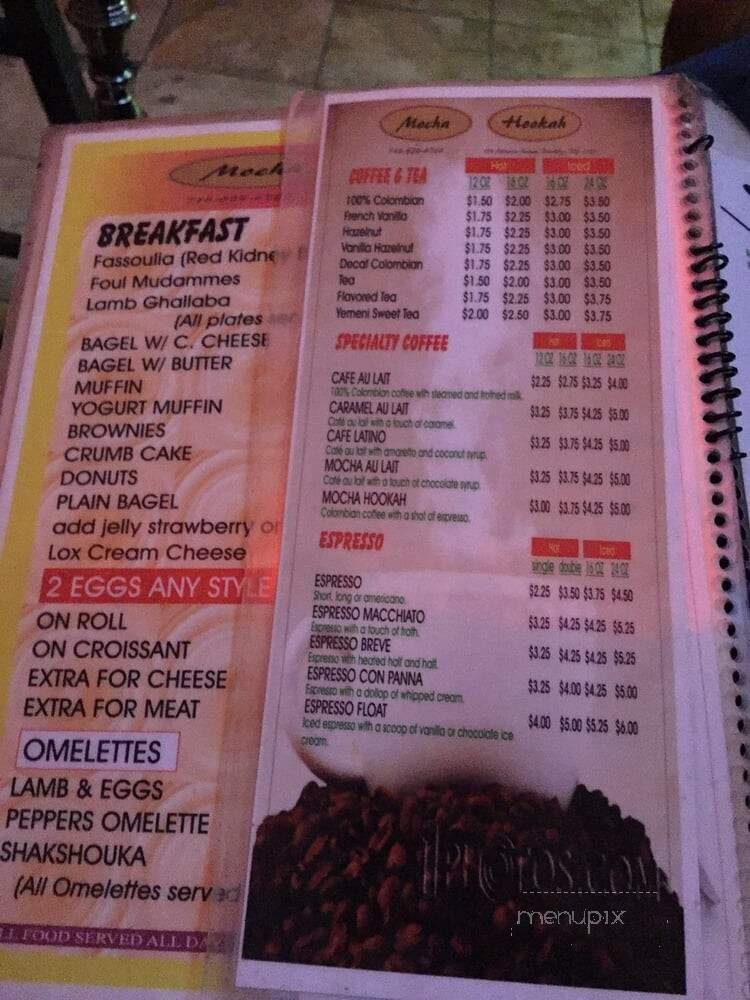 Mocha
BREAKFAST
Fassoulia (Red Kidney
Foul Mudammes
Lamb Ghallaba
(All plates
BAGEL W/ C. CHEESE
BAGEL W/ BUTTER
MUFFIN
YOGURT MUFFIN
BROWNIES
CRUMB CAKE
DONUTS
PLAIN BAGEL
add jelly strawberry or
Lox Cream Cheese
2 EGGS ANY STYLE
ON ROLL
ON CROISSANT
EXTRA FOR CHEESE
EXTRA FOR MEAT
OMELETTES
LAMB & EGGS
PEPPERS OMELETTE
SHAKSHOUKA
(All Omelettes served
LL FOOD SERVED ALL DA
Mocha Hookah
COFFEE & TEA Hot Iced
12 OZ 16 OZ 16 OZ 24 OZ
100% Colombian $1.50 $2.00 $2.75 $3.50
French Vanilla $1.75 $2.25 $3.00 $3.50
Hazelnut $1.75 $2.25 $3.00 $3.50
Vanilla Hazelnut $1.75 $2.25 $3.00 $3.50
Decaf Colombian $1.75 $2.25 $3.00 $3.50
Tea $1.50 $2.00 $3.00 $3.50
Flavored Tea $1.75 $2.25 $3.00 $3.75
Yemeni Sweet Tea $2.00 $2.50 $3.00 $3.75
SPECIALTY COFFEE Hot Iced
12 OZ 16 OZ 16 OZ 24 OZ
CAFE AU LAIT $2.25 $2.75 $3.25 $4.00
100% Colombian coffee with steamed and frothed milk.
CARAMEL AU LAIT $3.25 $3.75 $4.25 $5.00
Café au lait with a touch of caramel.
CAFE LATINO $3.25 $3.75 $4.25 $5.00
Café au lait with amaretto and coconut syrup.
MOCHA AU LAIT $3.25 $3.75 $4.25 $5.00
Café au lait with a touch of chocolate syrup.
MOCHA HOOKAH $3.00 $3.75 $4.25 $5.00
Colombian coffee with a shot of espresso.
ESPRESSO Hot Iced
single double 16 OZ 24 OZ
ESPRESSO $2.25 $3.50 $3.75 $4.50
Short, long or americano.
ESPRESSO MACCHIATO $3.25 $4.25 $4.25 $5.25
Espresso with a touch of froth.
ESPRESSO BREVE $3.25 $4.25 $4.25 $5.25
Espresso with heated half and half.
ESPRESSO CON PANNA $3.25 $4.00 $4.25 $5.00
Espresso with a dollop of whipped cream.
ESPRESSO FLOAT $4.00 $5.00 $5.25 $6.00
Iced espresso with a scoop of vanilla or chocolate ice
cream.
menupix